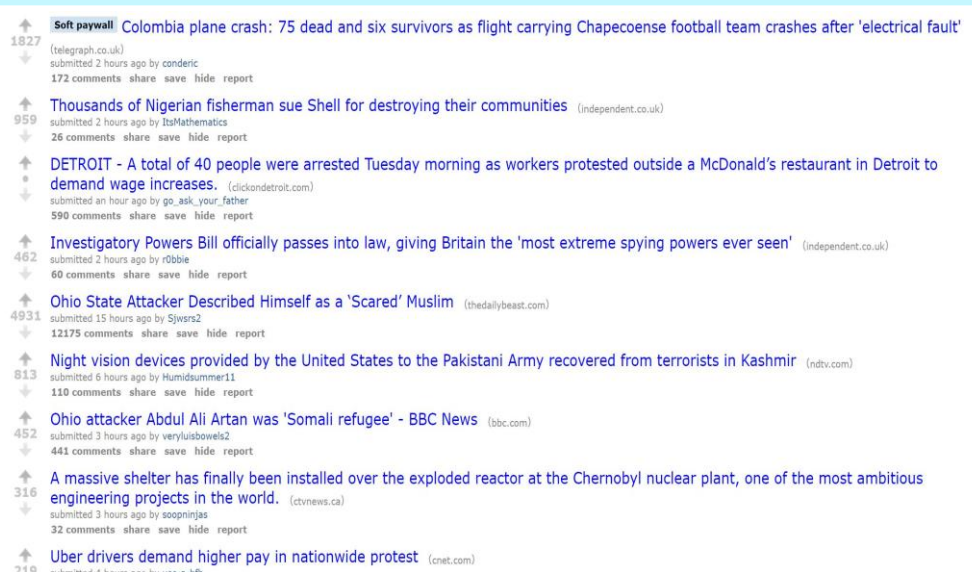 Soft paywall Colombia plane crash: 75 dead and six survivors as flight carrying Chapecoense football team crashes after 'electrical fault'
1827
(telegraph.co.uk)
submitted 2 hours ago by conderic
172 comments share save hide report
Thousands of Nigerian fisherman sue Shell for destroying their communities (independent.co.uk)
959 submitted 2 hours ago by ItsMathematics
26 comments share save hide report
DETROIT - A total of 40 people were arrested Tuesday morning as workers protested outside a McDonald's restaurant in Detroit to
• demand wage increases. (clickondetroit.com)
submitted an hour ago by go_ask_your_father
590 comments share save hide report
Investigatory Powers Bill officially passes into law, giving Britain the 'most extreme spying powers ever seen' (independent.co.uk)
462 submitted 2 hours ago by r0bbie
60 comments share save hide report
Ohio State Attacker Described Himself as a ‘Scared’ Muslim (thedailybeast.com)
4931 submitted 15 hours ago by Sjwsrs2
12175 comments share save hide report
Night vision devices provided by the United States to the Pakistani Army recovered from terrorists in Kashmir (ndtv.com)
813 submitted 6 hours ago by Humidsummer11
110 comments share save hide report
Ohio attacker Abdul Ali Artan was 'Somali refugee' - BBC News (bbc.com)
452 submitted 3 hours ago by veryluisbowels2
441 comments share save hide report
A massive shelter has finally been installed over the exploded reactor at the Chernobyl nuclear plant, one of the most ambitious
316 engineering projects in the world. (ctvnews.ca)
submitted 3 hours ago by soopninjas
32 comments share save hide report
Uber drivers demand higher pay in nationwide protest (cnet.com)
219